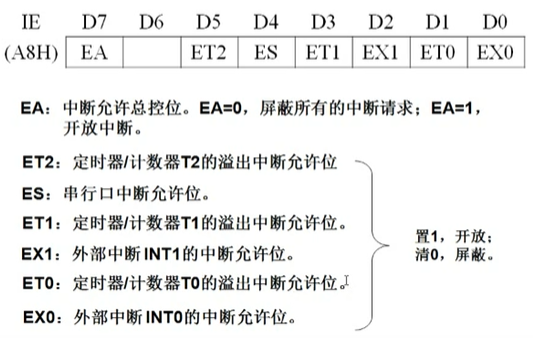 IE D7 D6 D5 D4 D3 D2 D1 D0
(A8H) EA ET2 ES ET1 EX1 ET0 EX0
EA：中断允许总控位。EA=0，屏蔽所有的中断请求；EA=1，
开放中断。
ET2：定时器/计数器T2的溢出中断允许位
ES：串行口中断允许位。
ET1：定时器/计数器T1的溢出中断允许位。
EX1：外部中断INT1的中断允许位。
ET0：定时器/计数器T0的溢出中断允许位。
EX0：外部中断INT0的中断允许位。
置1，开放；
清0，屏蔽。